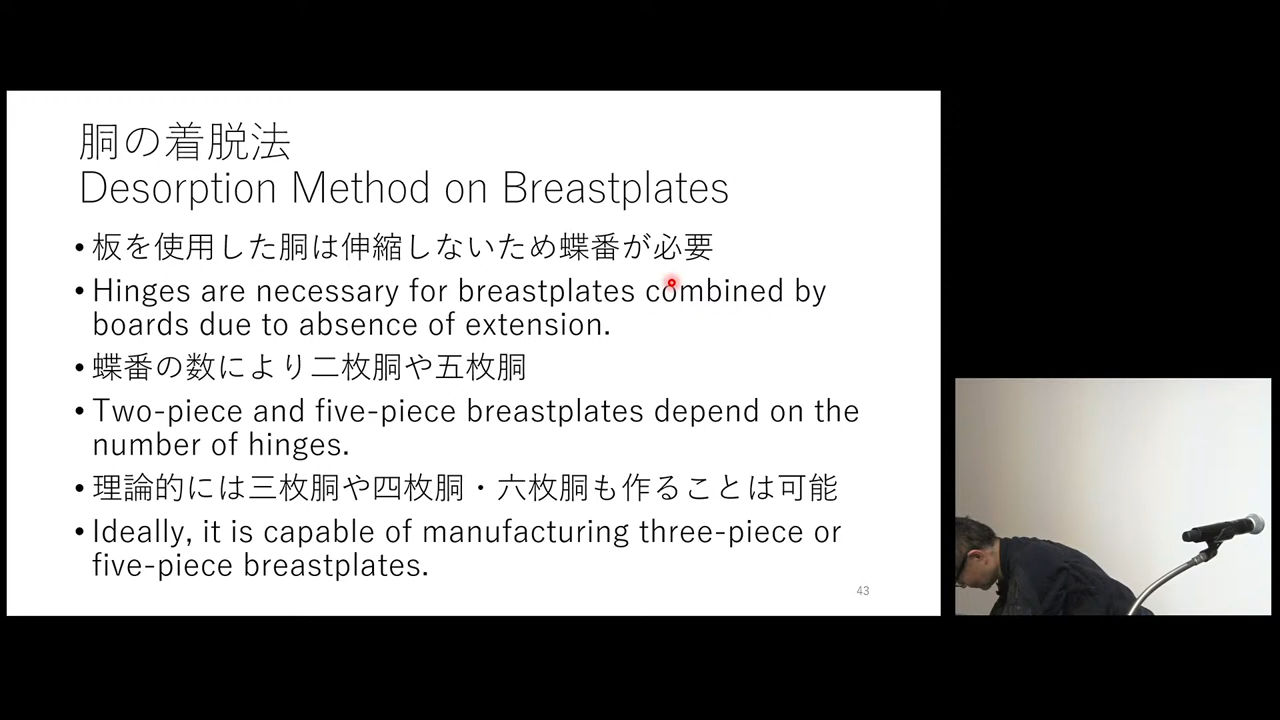 胴の着脱法
Desorption Method on Breastplates
• 板を使用した胴は伸縮しないため蝶番が必要
• Hinges are necessary for breastplates combined by
boards due to absence of extension.
• 蝶番の数により二枚胴や五枚胴
• Two-piece and five-piece breastplates depend on the
number of hinges.
• 理論的には三枚胴や四枚胴・六枚胴も作ることは可能
• Ideally, it is capable of manufacturing three-piece or
five-piece breastplates.
43